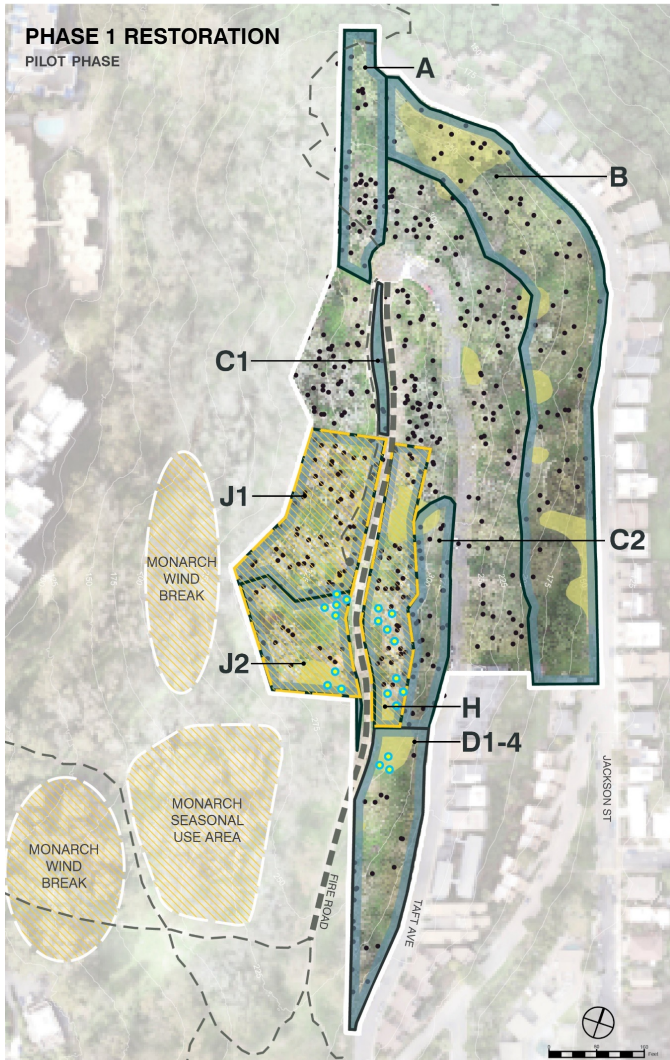 PHASE 1 RESTORATION
PILOT PHASE
A
B
C1
J1
C2
MONARCH
WIND
BREAK
J2
H
D1-4
JACKSON ST
MONARCH
SEASONAL
USE AREA
MONARCH
WIND
BREAK
FIRE ROAD
TAFT AVE